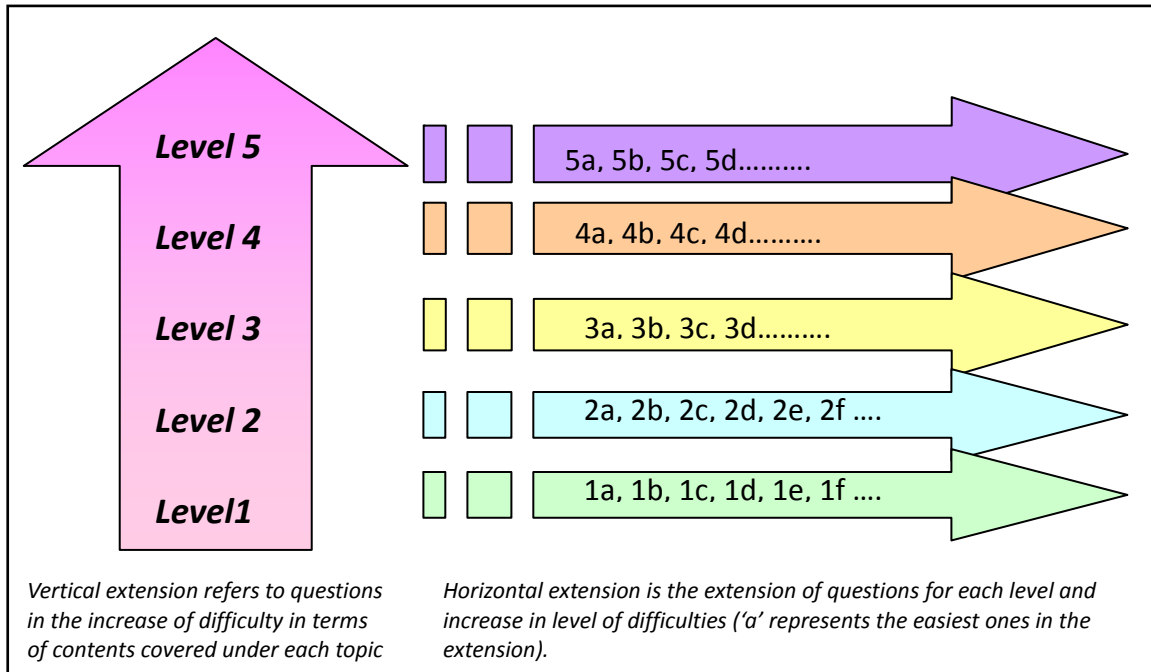 Level 5
5a, 5b, 5c, 5d……….
Level 4
4a, 4b, 4c, 4d……….
Level 3
3a, 3b, 3c, 3d……….
Level 2
2a, 2b, 2c, 2d, 2e, 2f ….
Level1
1a, 1b, 1c, 1d, 1e, 1f ….
Vertical extension refers to questions
in the increase of difficulty in terms
of contents covered under each topic
Horizontal extension is the extension of questions for each level and
increase in level of difficulties (‘a’ represents the easiest ones in the
extension).